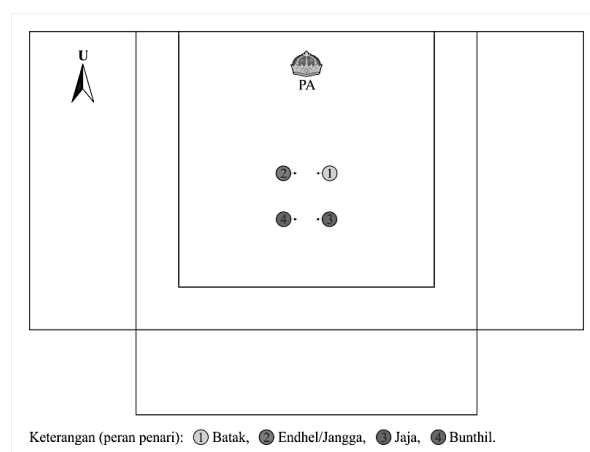 U
PA
2 1
4 3
Keterangan (peran penari): 1 Batak, 2 Endhel/Jangga, 3 Jaja, 4 Bunthil.